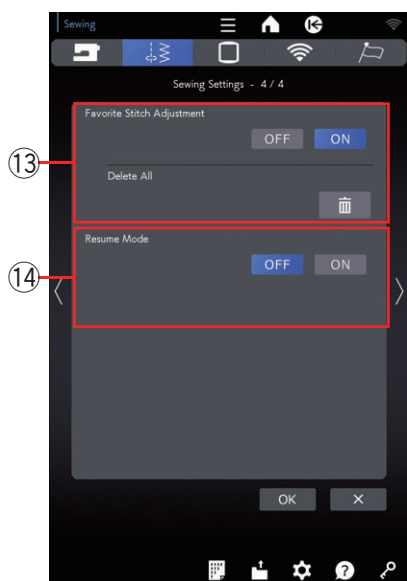 Sewing
Sewing Settings - 4 / 4
Favorite Stitch Adjustment
OFF ON
⑬
Delete All
Resume Mode
OFF ON
⑭
OK ×